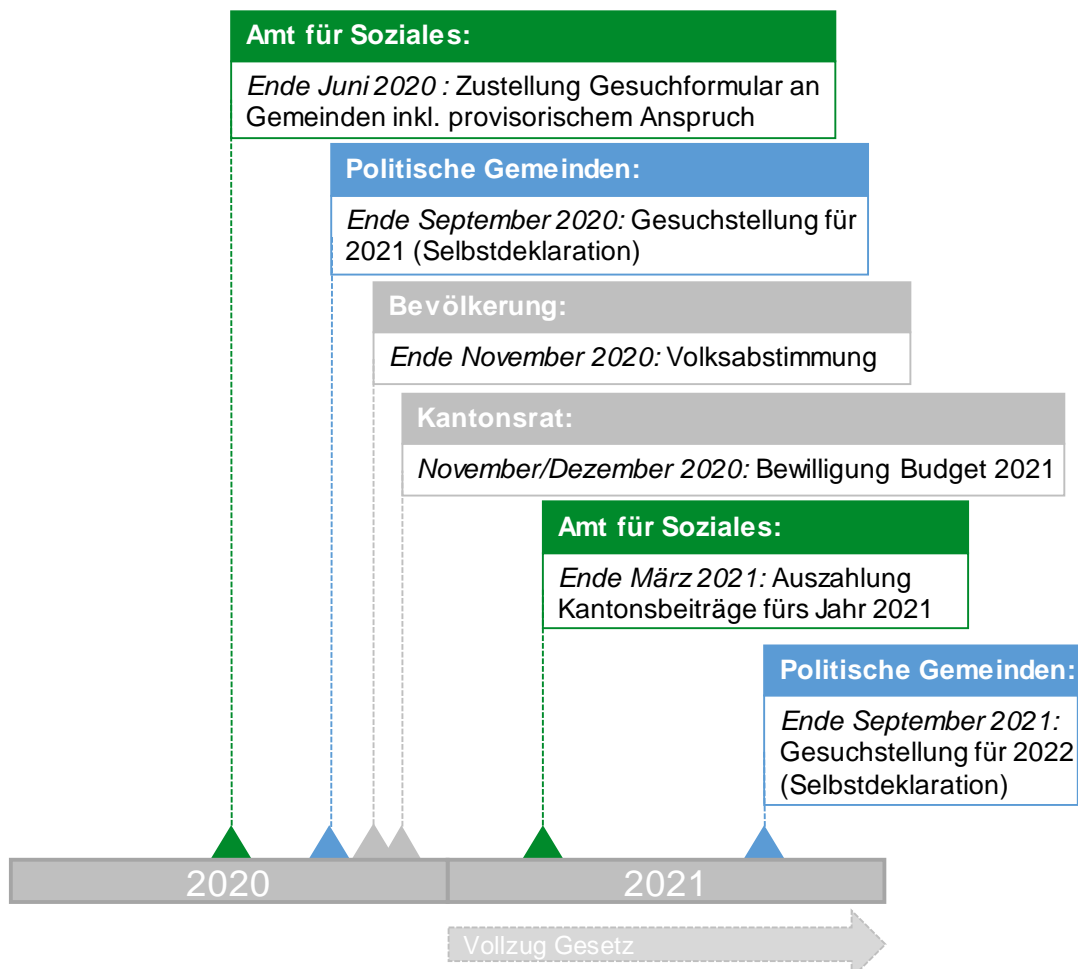 Amt für Soziales:
Ende Juni 2020 : Zustellung Gesuchformular an
Gemeinden inkl. provisorischem Anspruch
Politische Gemeinden:
Ende September 2020: Gesuchstellung für
2021 (Selbstdeklaration)
Bevölkerung:
Ende November 2020: Volksabstimmung
Kantonsrat:
November/Dezember 2020: Bewilligung Budget 2021
Amt für Soziales:
Ende März 2021: Auszahlung
Kantonsbeiträge fürs Jahr 2021
Politische Gemeinden:
Ende September 2021:
Gesuchstellung für 2022
(Selbstdeklaration)
2020 2021
Vollzug Gesetz